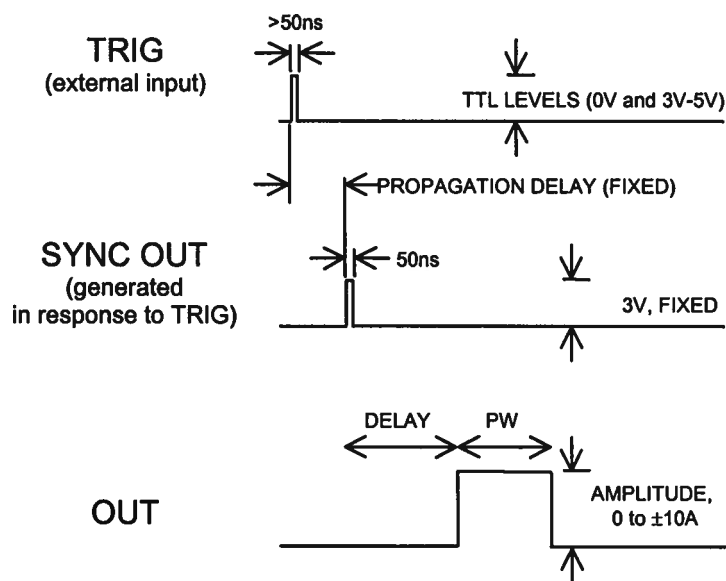 >50ns
TRIG
(external input)
TTL LEVELS (0V and 3V-5V)
PROPAGATION DELAY (FIXED)
SYNC OUT
(generated
in response to TRIG)
50ns
3V, FIXED
DELAY
PW
OUT
AMPLITUDE,
0 to ±10A